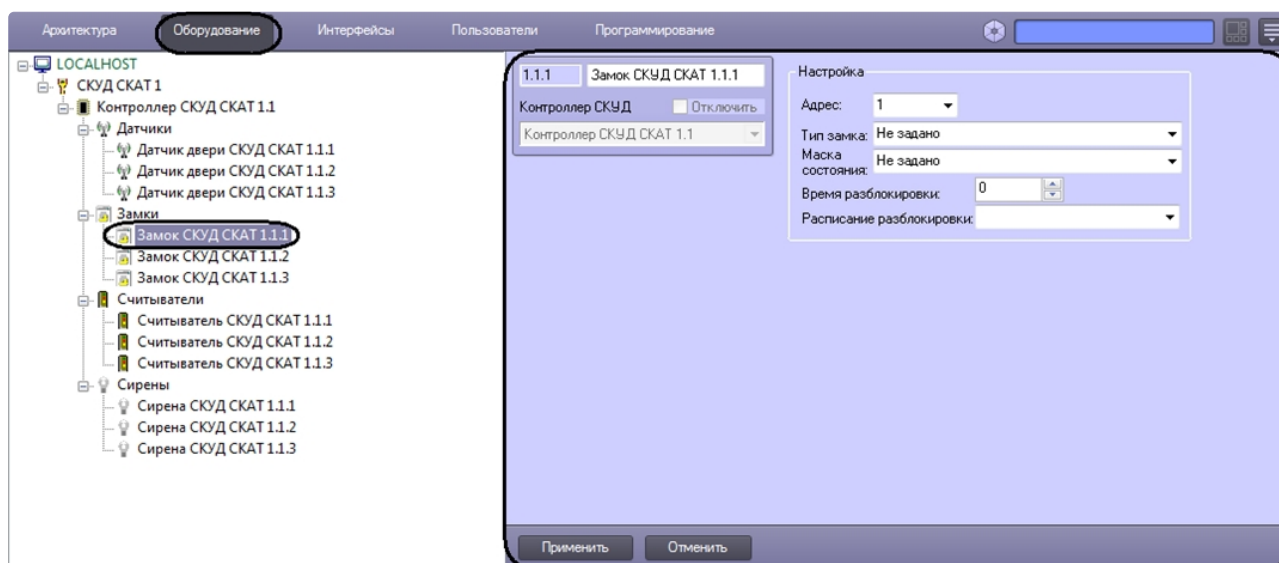 Архитектура Оборудование Интерфейсы Пользователи Программирование
LOCALHOST
СКУД СКАТ 1
Контроллер СКУД СКАТ 1.1
Датчики
Датчик двери СКУД СКАТ 1.1.1
Датчик двери СКУД СКАТ 1.1.2
Датчик двери СКУД СКАТ 1.1.3
Замки
Замок СКУД СКАТ 1.1.1
Замок СКУД СКАТ 1.1.2
Замок СКУД СКАТ 1.1.3
Считыватели
Считыватель СКУД СКАТ 1.1.1
Считыватель СКУД СКАТ 1.1.2
Считыватель СКУД СКАТ 1.1.3
Сирены
Сирена СКУД СКАТ 1.1.1
Сирена СКУД СКАТ 1.1.2
Сирена СКУД СКАТ 1.1.3
1.1.1 Замок СКУД СКАТ 1.1.1
Контроллер СКУД Отключить
Контроллер СКУД СКАТ 1.1
Настройка
Адрес: 1
Тип замка: Не задано
Маска
состояния: Не задано
Время разблокировки: 0
Расписание разблокировки:
Применить Отменить